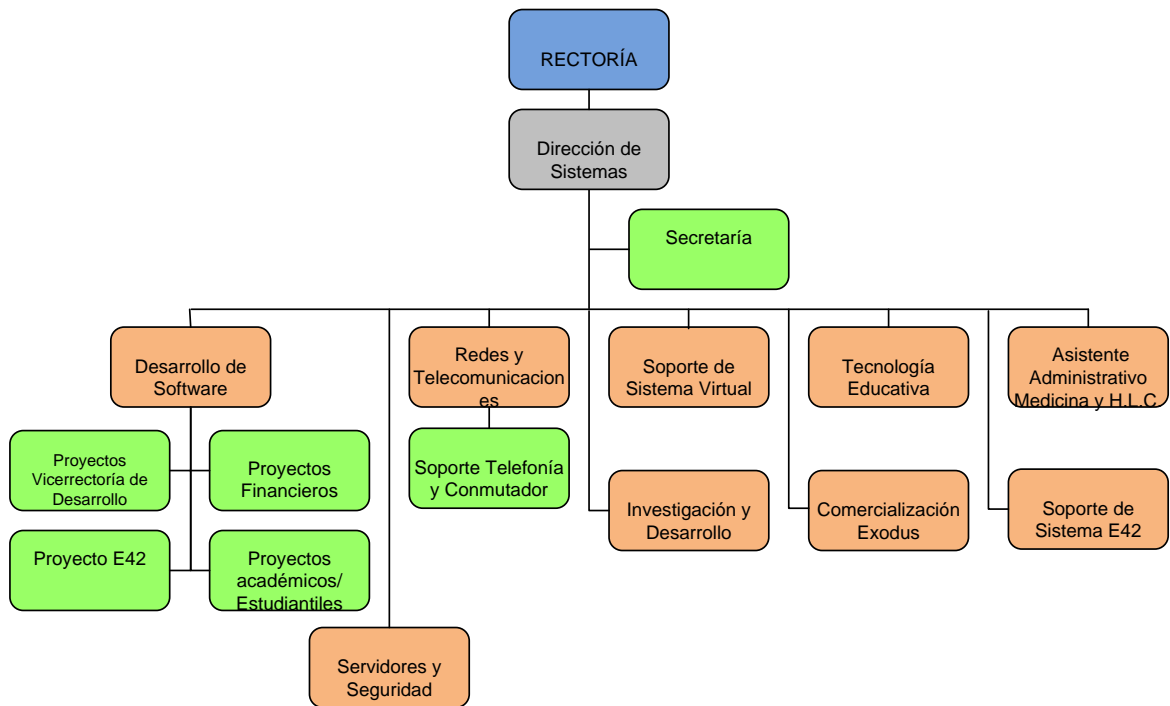 RECTORÍA
Dirección de
Sistemas
Secretaría
Desarrollo de
Software
Redes y
Telecomunicacion
es
Soporte de
Sistema Virtual
Tecnología
Educativa
Asistente
Administrativo
Medicina y H.L.C
Proyectos
Vicerrectoría de
Desarrollo
Proyectos
Financieros
Soporte Telefonía
y Conmutador
Investigación y
Desarrollo
Comercialización
Exodus
Soporte de
Sistema E42
Proyecto E42
Proyectos
académicos/
Estudiantiles
Servidores y
Seguridad